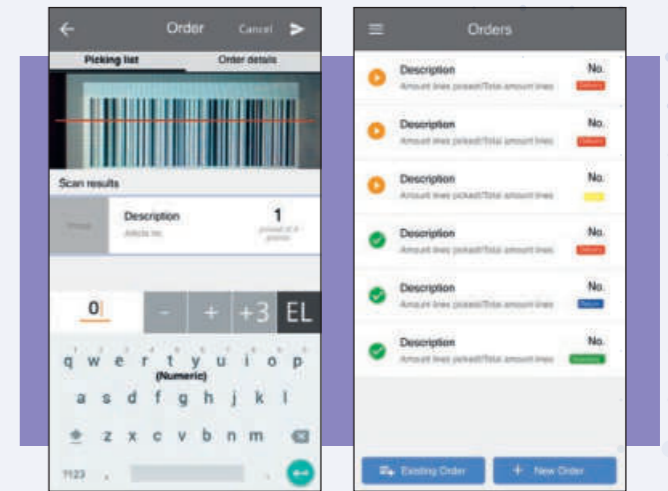 Order Cancel
Picking list Order details
Scan results
Description 1
Article no.
0 - + +3 EL
q w e r t y u i o p
(Numeric)
a s d f g h j k l
z x c v b n m
?123 , .
Orders
Description No.
Amount lines picked/Total amount lines
Description No.
Amount lines picked/Total amount lines
Description No.
Amount lines picked/Total amount lines
Description No.
Amount lines picked/Total amount lines
Description No.
Amount lines picked/Total amount lines
Description No.
Amount lines picked/Total amount lines
Existing Order + New Order